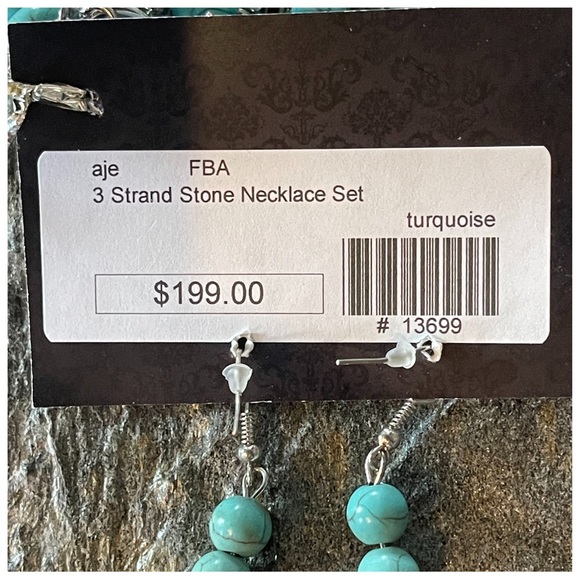 aje FBA
3 Strand Stone Necklace Set
turquoise
$199.00
# 13699